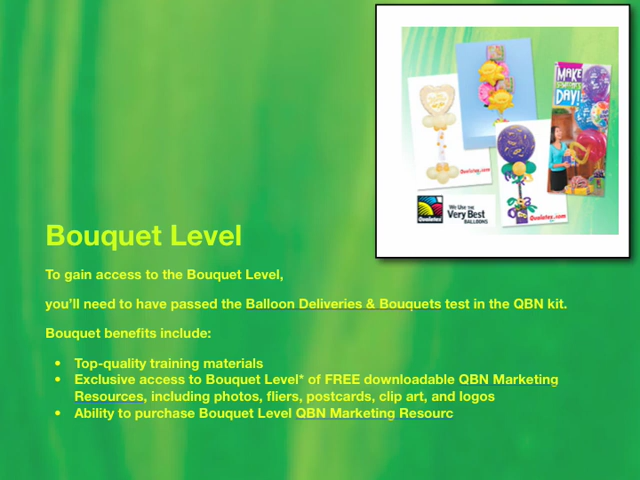 MAKE
DAY!
Qualatex.com
Qualatex
We Use the
Very Best
BALLOONS
Qualatex.com
Bouquet Level
To gain access to the Bouquet Level,
you’ll need to have passed the Balloon Deliveries & Bouquets test in the QBN kit.
Bouquet benefits include:
• Top-quality training materials
• Exclusive access to Bouquet Level* of FREE downloadable QBN Marketing
Resources, including photos, fliers, postcards, clip art, and logos
• Ability to purchase Bouquet Level QBN Marketing Resourc